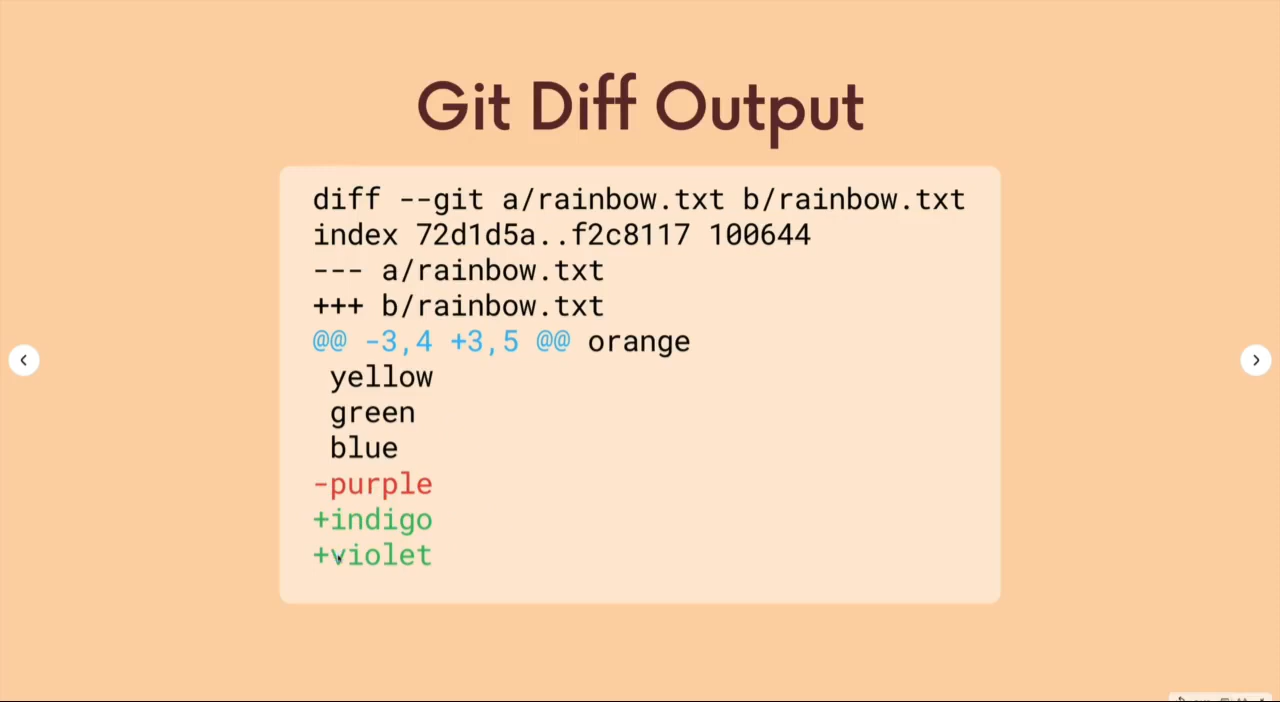 Git Diff Output
diff --git a/rainbow.txt b/rainbow.txt
index 72d1d5a..f2c8117 100644
--- a/rainbow.txt
+++ b/rainbow.txt
@@ -3,4 +3,5 @@ orange
 yellow
 green
 blue
-purple
+indigo
+violet